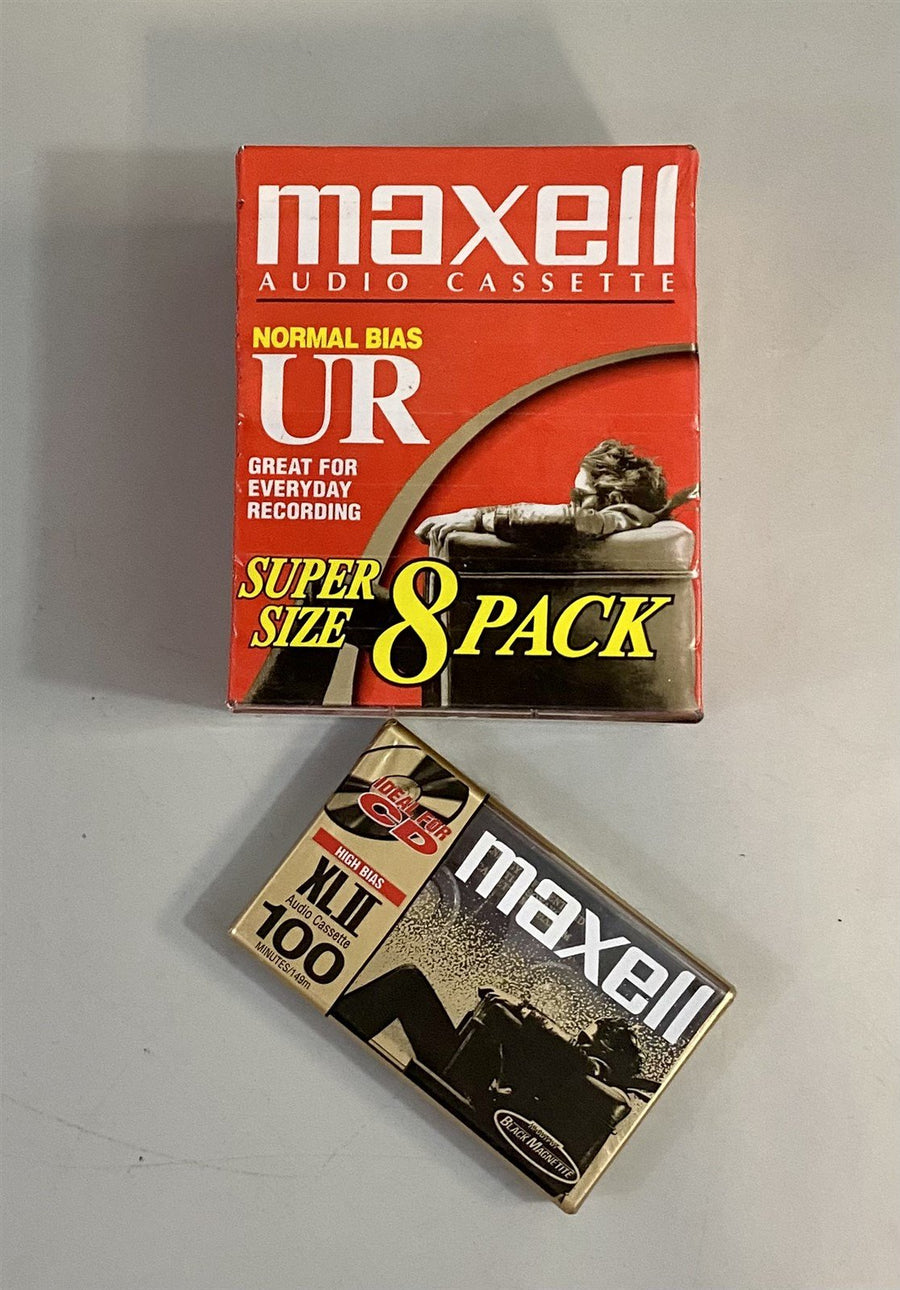 maxell
AUDIO CASSETTE
NORMAL BIAS
UR
GREAT FOR
EVERYDAY
RECORDING
SUPER
SIZE
8 PACK
IDEAL FOR
CD
HIGH BIAS
XLII
Audio Cassette
100
MINUTES/149m
maxell
BLACK MAGNETITE